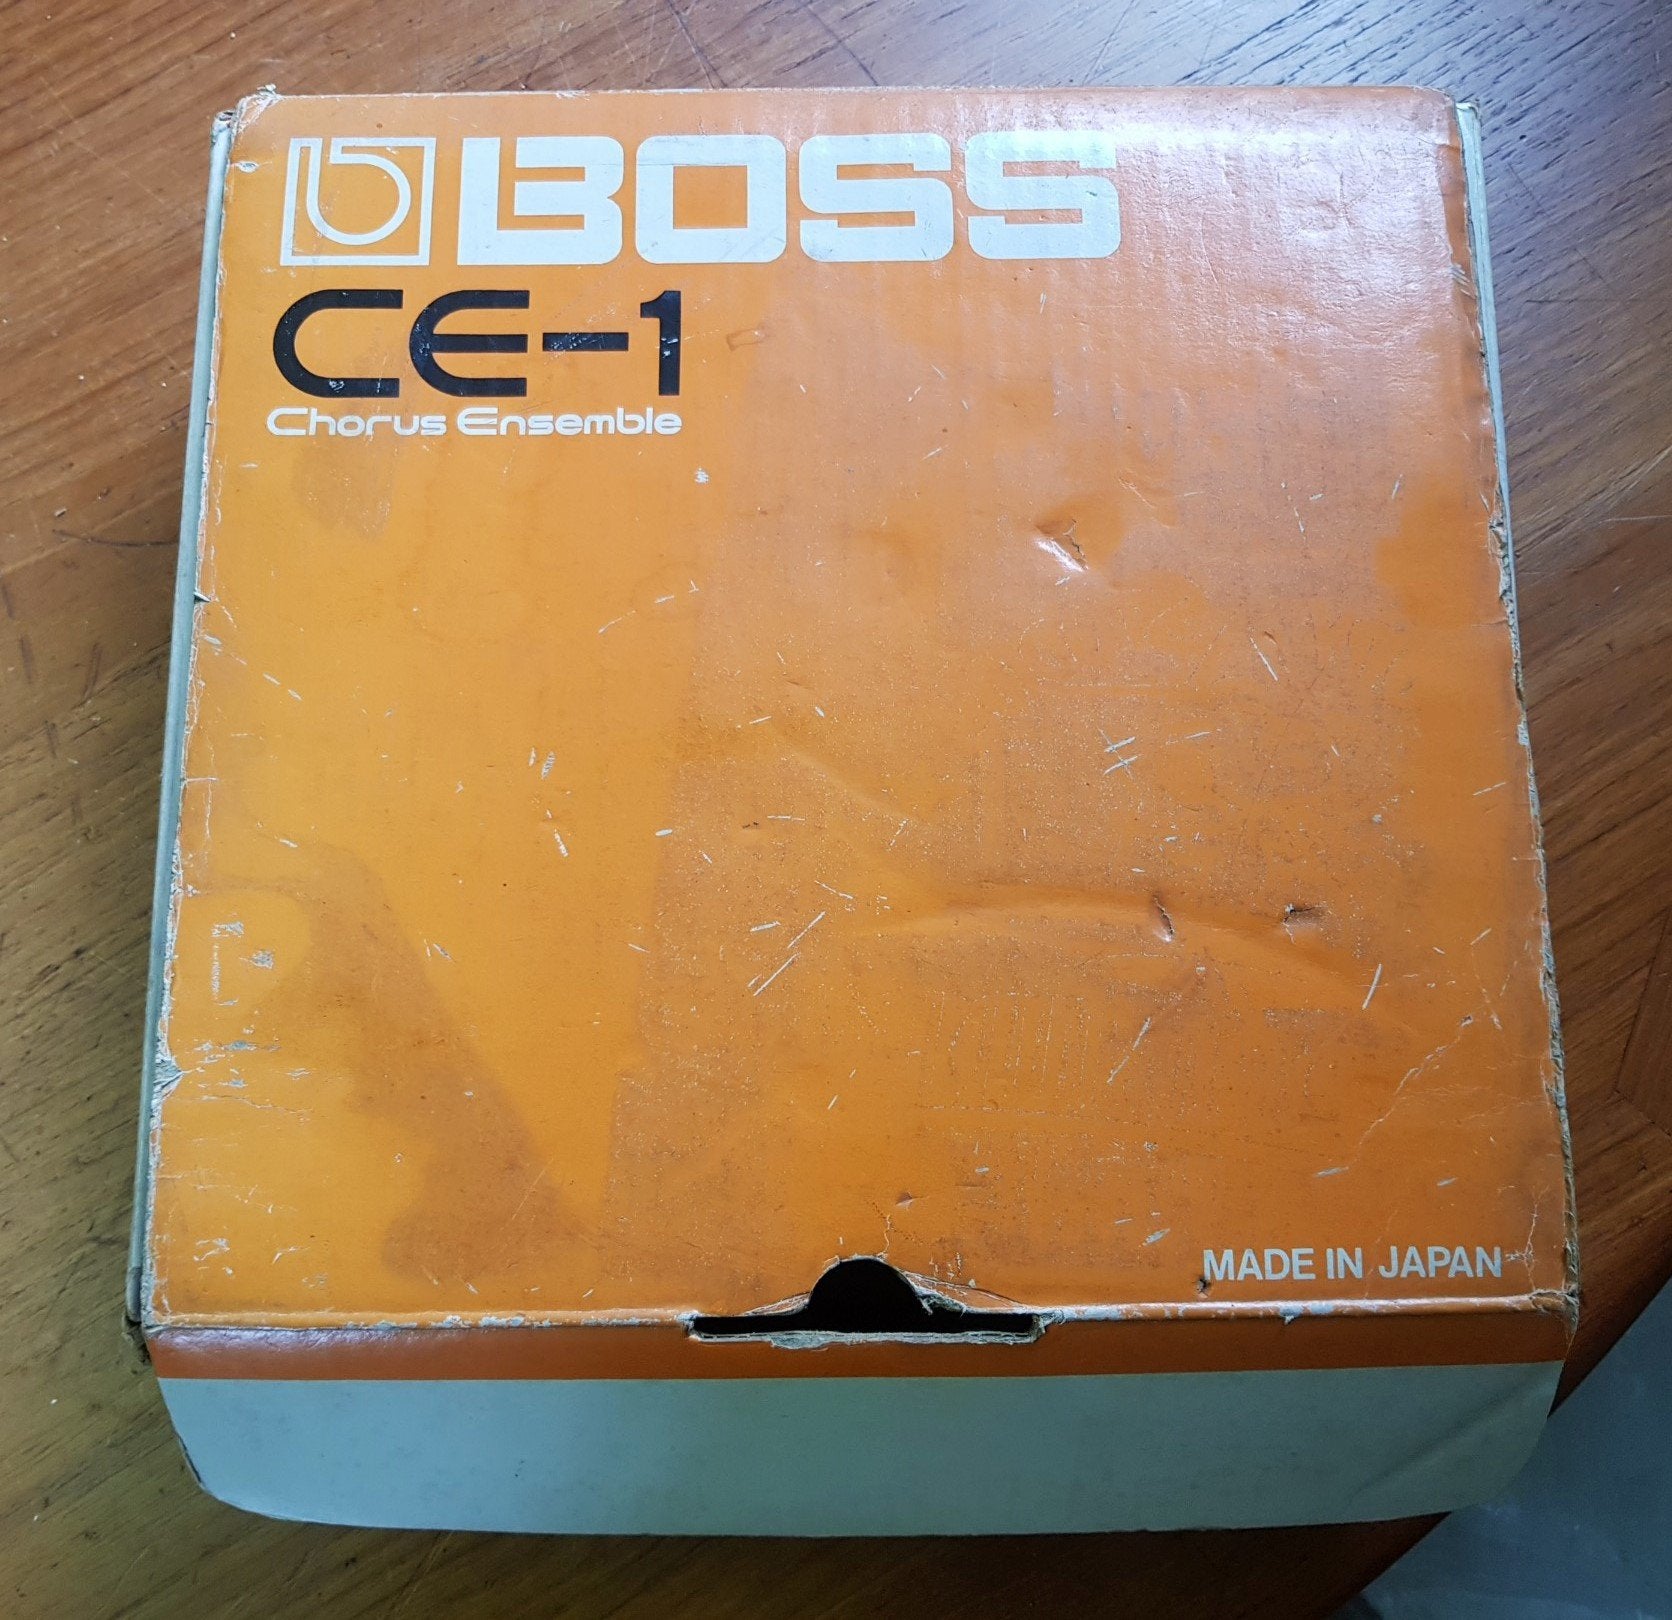 BOSS
CE-1
Chorus Ensemble
MADE IN JAPAN